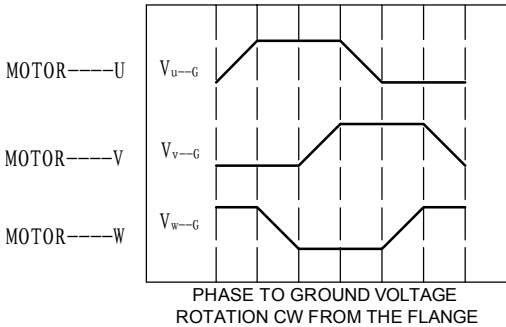 MOTOR----U Vu--G
MOTOR----V Vv--G
MOTOR----W Vw--G
PHASE TO GROUND VOLTAGE
ROTATION CW FROM THE FLANGE